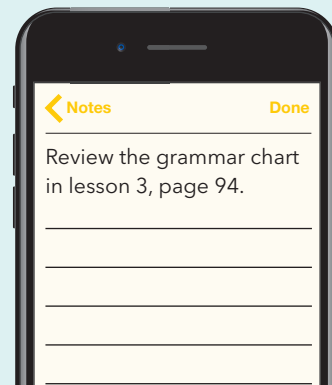 Notes Done
Review the grammar chart
in lesson 3, page 94.